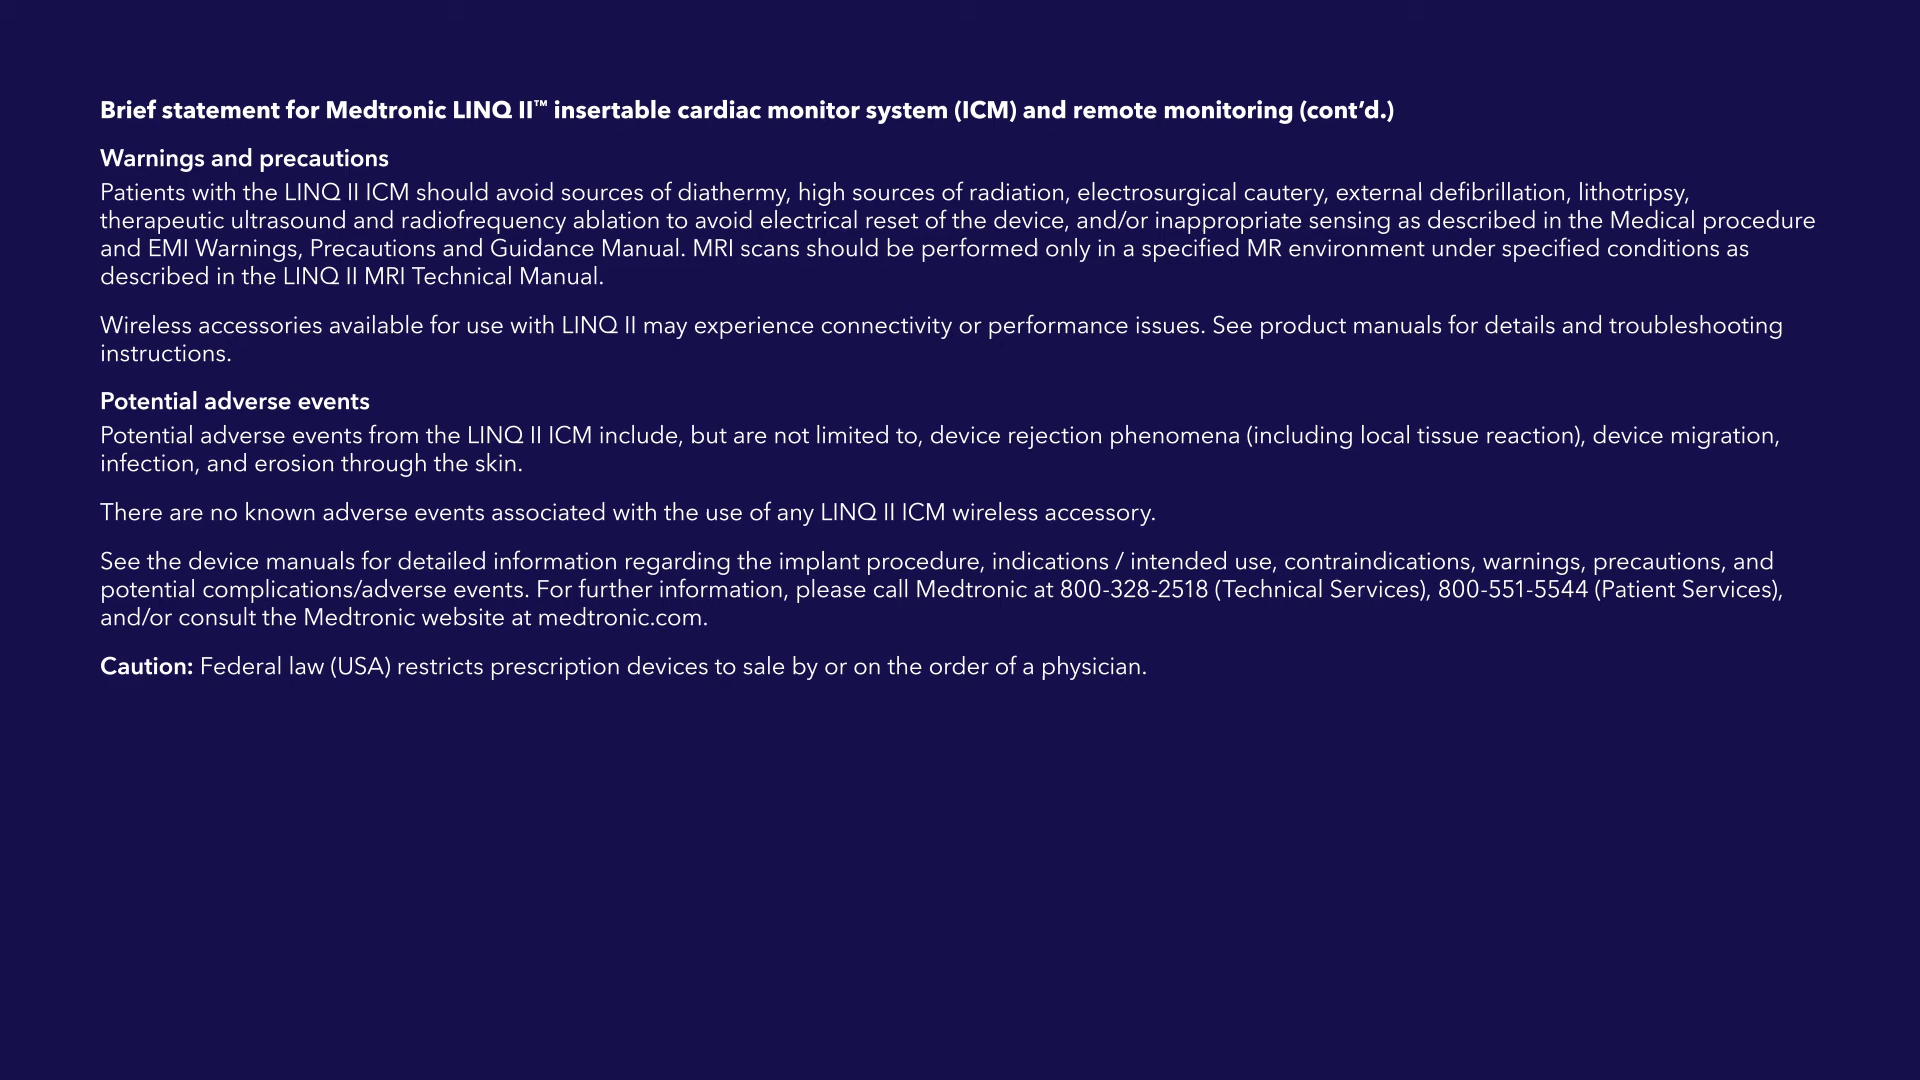 Brief statement for Medtronic LINQ II™ insertable cardiac monitor system (ICM) and remote monitoring (cont’d.)
Warnings and precautions
Patients with the LINQ II ICM should avoid sources of diathermy, high sources of radiation, electrosurgical cautery, external defibrillation, lithotripsy,
therapeutic ultrasound and radiofrequency ablation to avoid electrical reset of the device, and/or inappropriate sensing as described in the Medical procedure
and EMI Warnings, Precautions and Guidance Manual. MRI scans should be performed only in a specified MR environment under specified conditions as
described in the LINQ II MRI Technical Manual.
Wireless accessories available for use with LINQ II may experience connectivity or performance issues. See product manuals for details and troubleshooting
instructions.
Potential adverse events
Potential adverse events from the LINQ II ICM include, but are not limited to, device rejection phenomena (including local tissue reaction), device migration,
infection, and erosion through the skin.
There are no known adverse events associated with the use of any LINQ II ICM wireless accessory.
See the device manuals for detailed information regarding the implant procedure, indications / intended use, contraindications, warnings, precautions, and
potential complications/adverse events. For further information, please call Medtronic at 800-328-2518 (Technical Services), 800-551-5544 (Patient Services),
and/or consult the Medtronic website at medtronic.com.
Caution: Federal law (USA) restricts prescription devices to sale by or on the order of a physician.